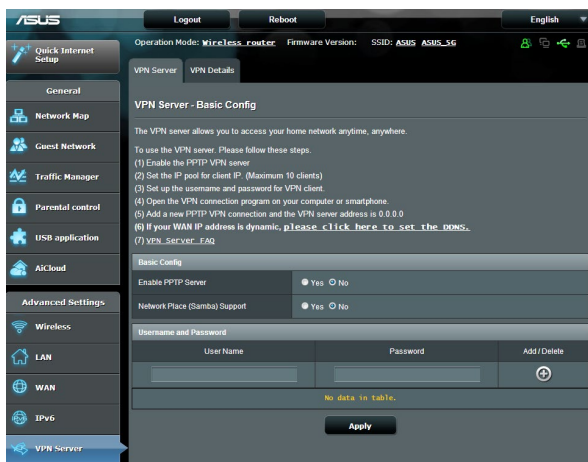 ASUS
Logout
Reboot
English
Quick Internet
Setup
Operation Mode: Wireless router Firmware Version: SSID: ASUS ASUS_5G
VPN Server
VPN Details
General
Network Map
Guest Network
Traffic Manager
Parental control
USB application
AiCloud
Advanced Settings
Wireless
LAN
WAN
IPv6
VPN Server
VPN Server - Basic Config
The VPN server allows you to access your home network anytime, anywhere.
To use the VPN server. Please follow these steps.
(1) Enable the PPTP VPN server
(2) Set the IP pool for client IP. (Maximum 10 clients)
(3) Set up the username and password for VPN client.
(4) Open the VPN connection program on your computer or smartphone.
(5) Add a new PPTP VPN connection and the VPN server address is 0.0.0.0
(6) If your WAN IP address is dynamic, please click here to set the DDNS.
(7) VPN Server FAQ
Basic Config
Enable PPTP Server Yes No
Network Place (Samba) Support Yes No
Username and Password
User Name Password Add / Delete
No data in table.
Apply